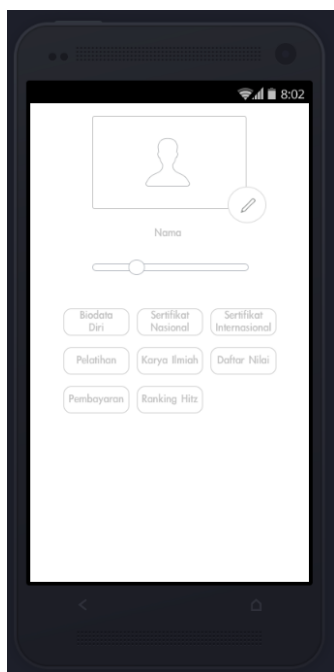 8:02
Nama
Biodata
Diri
Sertifikat
Nasional
Sertifikat
Internasional
Pelatihan
Karya Ilmiah
Daftar Nilai
Pembayaran
Ranking Hitz